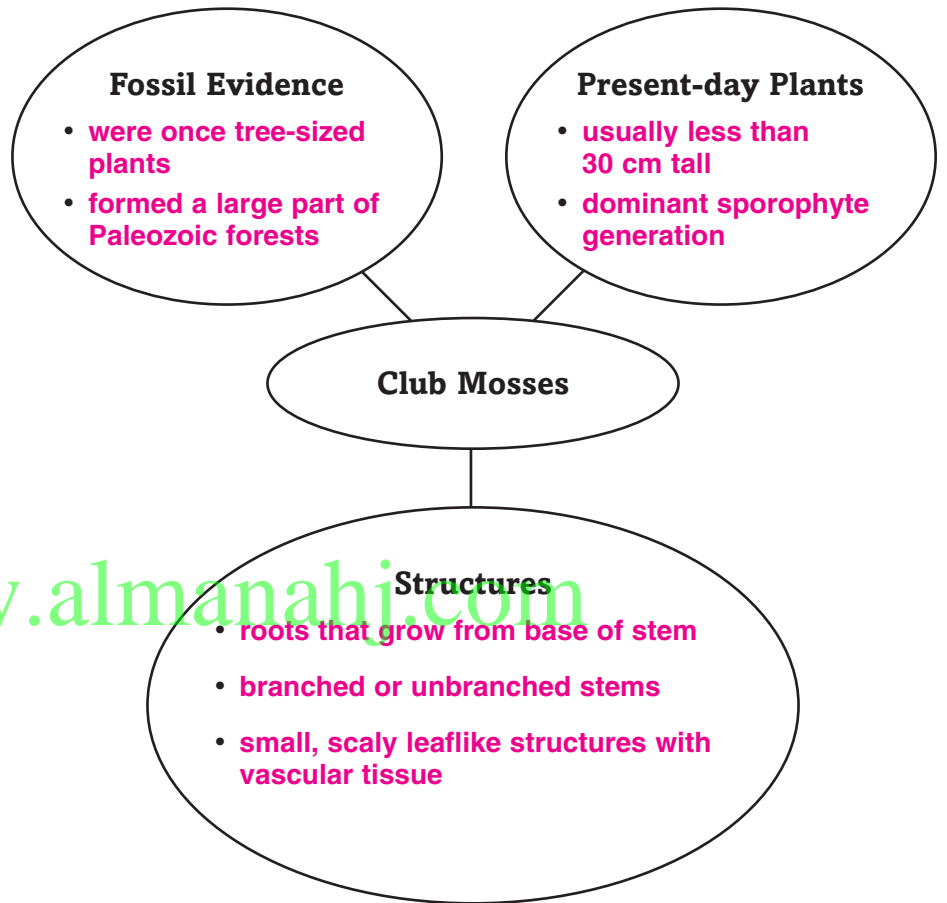 Fossil Evidence
• were once tree-sized
plants
• formed a large part of
Paleozoic forests
Present-day Plants
• usually less than
30 cm tall
• dominant sporophyte
generation
Club Mosses
Structures
• roots that grow from base of stem
• branched or unbranched stems
• small, scaly leaflike structures with
vascular tissue
.almanahj.com